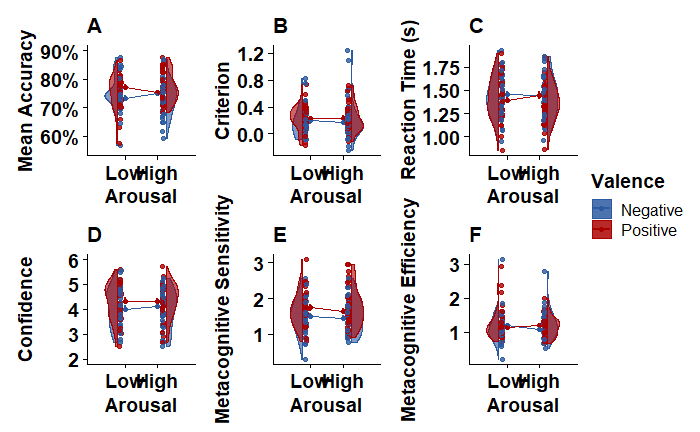 A
B
C
Mean Accuracy
90%
80%
70%
60%
Low High
Arousal
Criterion
1.2
0.8
0.4
0.0
Low High
Arousal
Reaction Time (s)
1.75
1.50
1.25
1.00
Low High
Arousal
Valence
Negative
Positive
D
E
F
Confidence
6
5
4
3
2
Low High
Arousal
Metacognitive Sensitivity
3
2
1
Low High
Arousal
Metacognitive Efficiency
3
2
1
Low High
Arousal